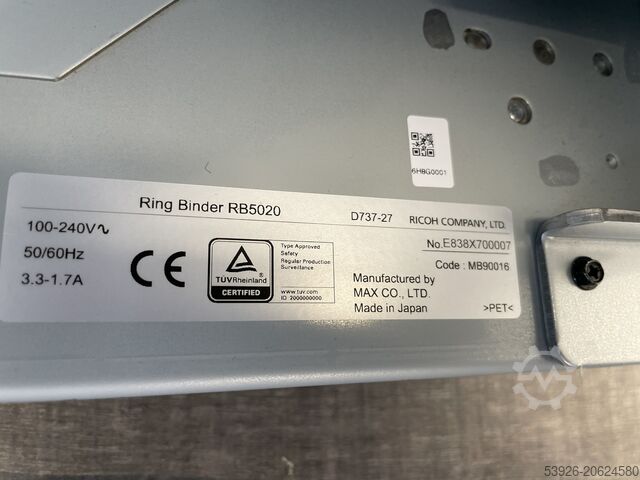 6HBG0001
Ring Binder RB5020
D737-27
RICOH COMPANY, LTD.
100-240V∿
50/60Hz
3.3-1.7A
CE
TÜVRheinland
CERTIFIED
Type Approved
Safety
Regular Production
Surveillance
www.tuv.com
ID 2000000000
No.E838X700007
Code : MB90016
Manufactured by
MAX CO., LTD.
Made in Japan
>PET<
53926-20624580